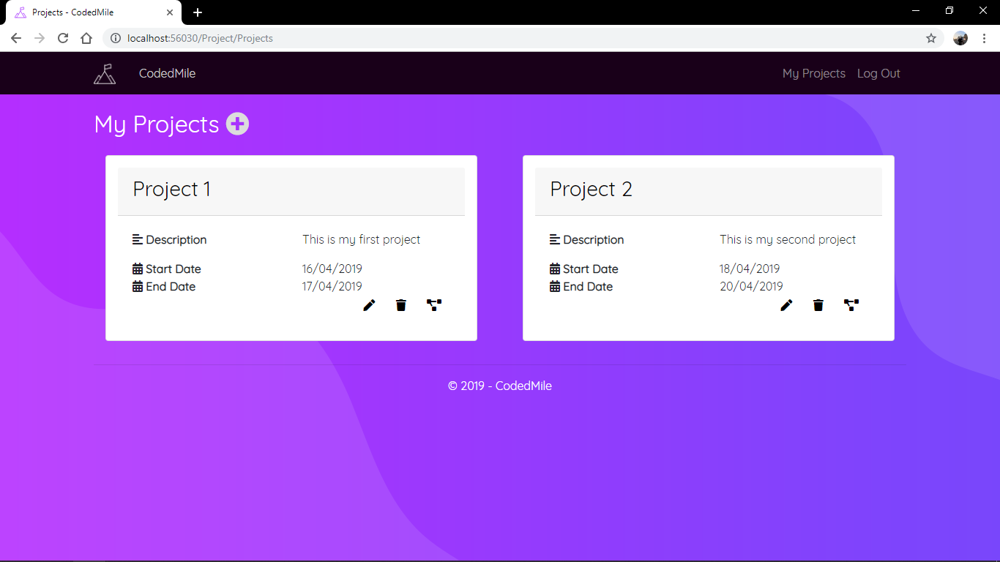 Projects - CodedMile
localhost:56030/Project/Projects
CodedMile
My Projects Log Out
My Projects
Project 1
Description This is my first project
Start Date 16/04/2019
End Date 17/04/2019
Project 2
Description This is my second project
Start Date 18/04/2019
End Date 20/04/2019
© 2019 - CodedMile